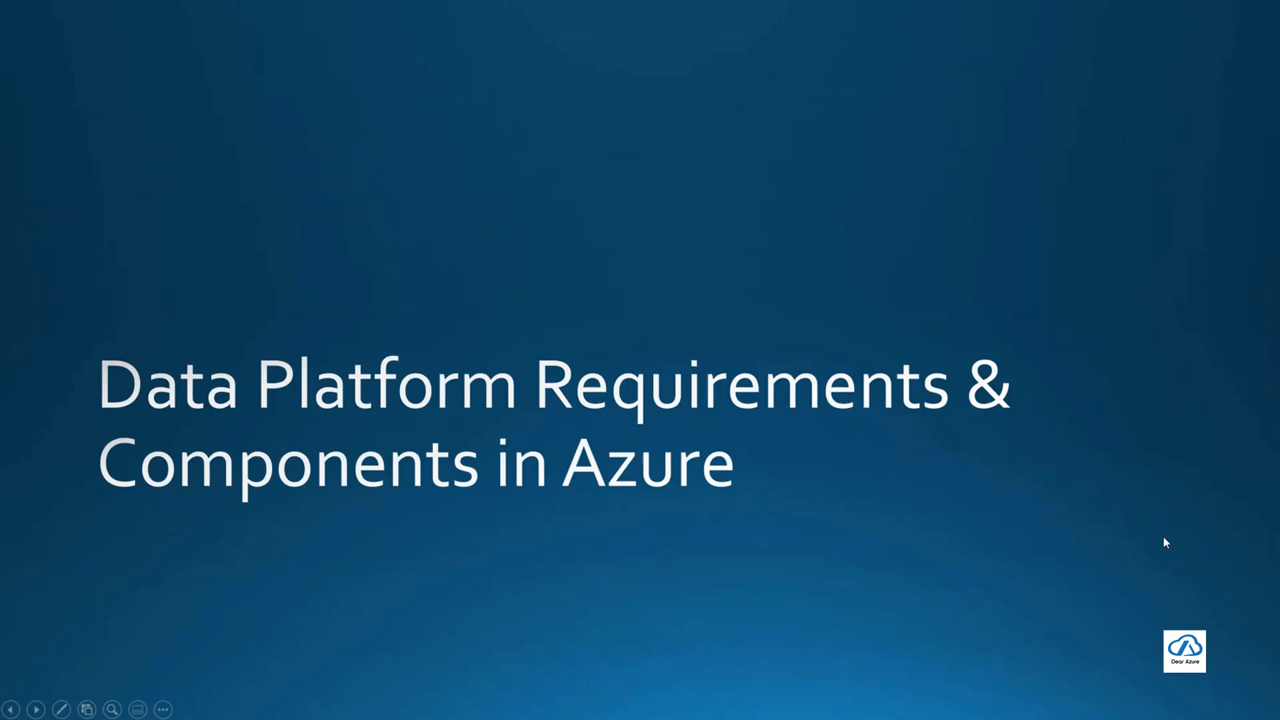 Data Platform Requirements &
Components in Azure
Dear Azure